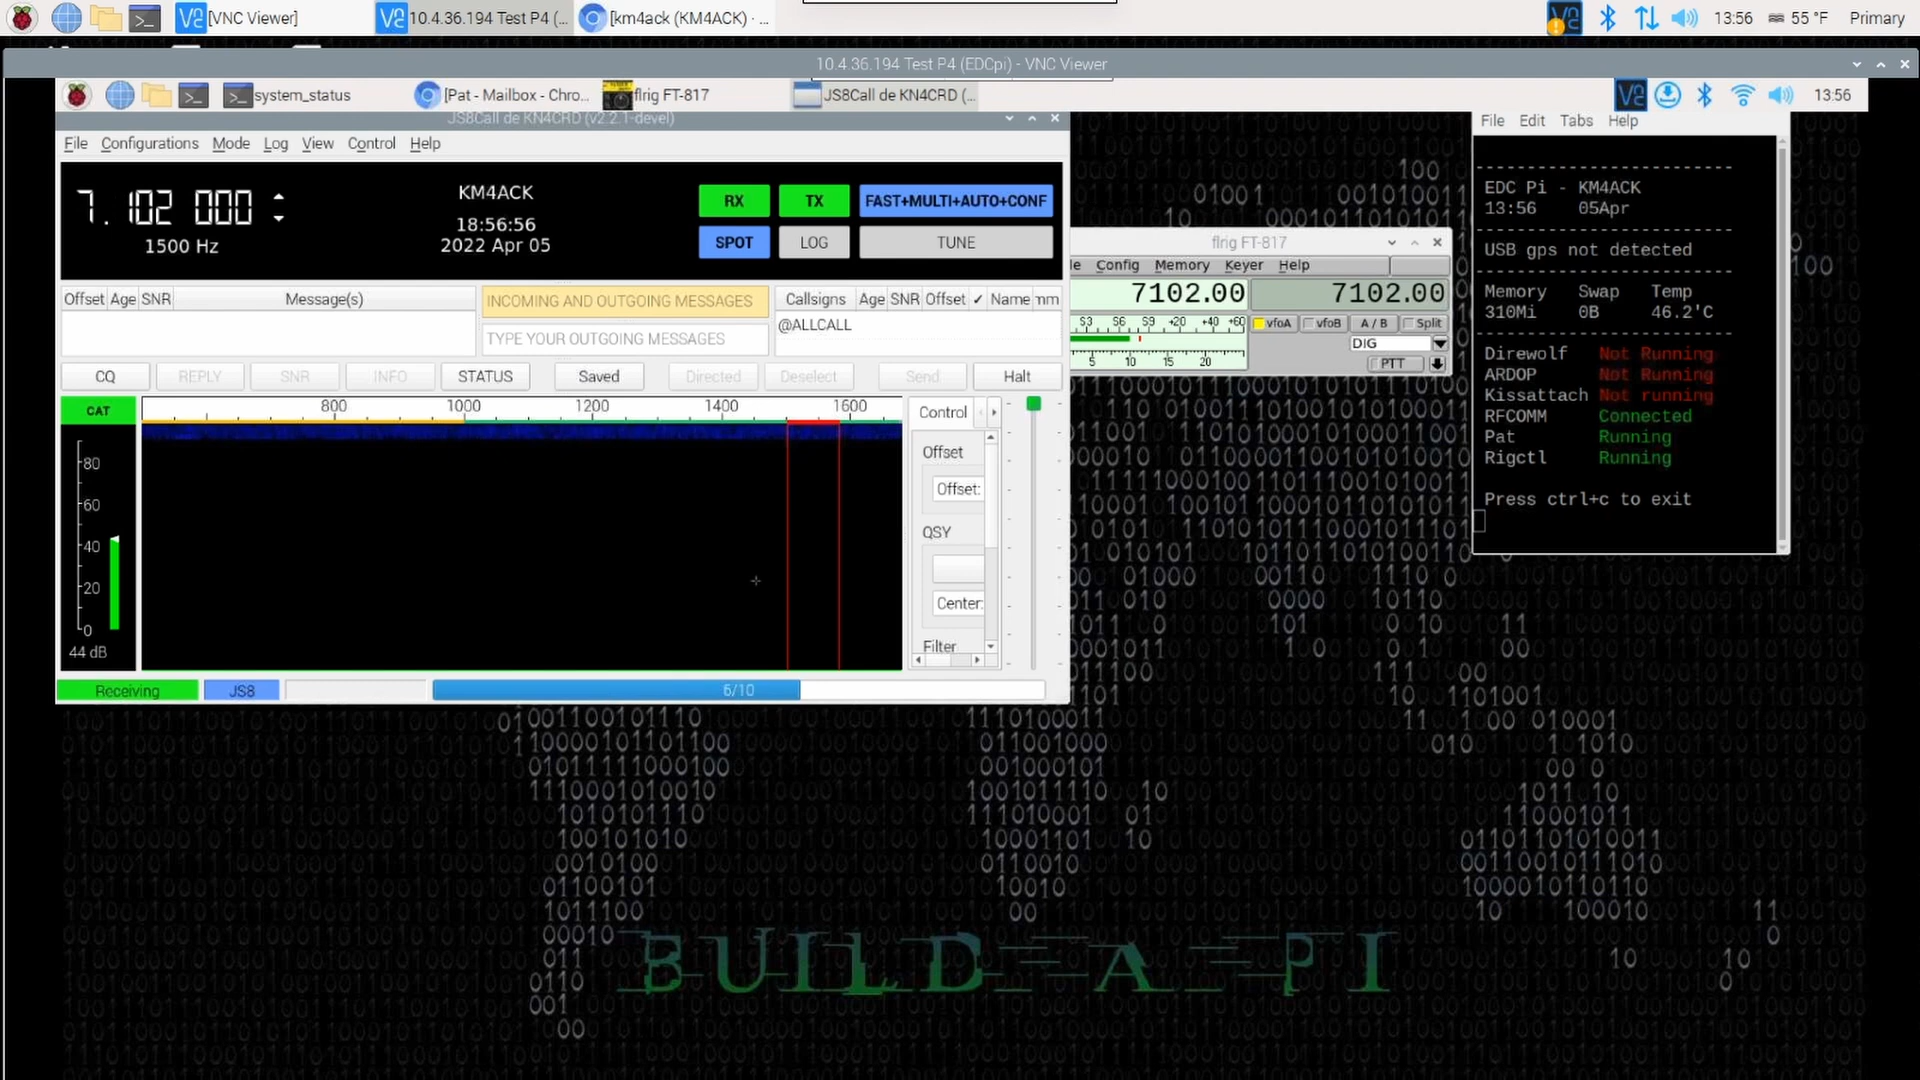 [VNC Viewer]
10.4.36.194 Test P4 (...
[km4ack (KM4ACK) · ...
13:56
55 °F
Primary
10.4.36.194 Test P4 (EDCpi) - VNC Viewer
system_status
[Pat - Mailbox - Chro...
flrig FT-817
JS8Call de KN4CRD (...
13:56
JS8Call de KN4CRD (v2.2.1-devel)
File Configurations Mode Log View Control Help
7.102 000
1500 Hz
KM4ACK
18:56:56
2022 Apr 05
RX
TX
FAST+MULTI+AUTO+CONF
SPOT
LOG
TUNE
Offset Age SNR Message(s)
INCOMING AND OUTGOING MESSAGES
TYPE YOUR OUTGOING MESSAGES
Callsigns Age SNR Offset ✓ Name mm
@ALLCALL
CQ
REPLY
SNR
INFO
STATUS
Saved
Directed
Deselect
Send
Halt
CAT
80
60
40
20
0
44 dB
800 1000 1200 1400 1600
Control
Offset
Offset:
QSY
Center:
Filter
Receiving
JS8
6/10
flrig FT-817
le Config Memory Keyer Help
7102.00
7102.00
S3 S6 S9 +20 +40 +60
5 10 15 20
vfoA
vfoB
A / B
Split
DIG
PTT
File Edit Tabs Help
EDC Pi - KM4ACK
13:56 05Apr
USB gps not detected
Memory Swap Temp
310Mi 0B 46.2'C
Direwolf Not Running
ARDOP Not Running
Kissattach Not running
RFCOMM Connected
Pat Running
Rigctl Running
Press ctrl+c to exit
BUILD-A-PI